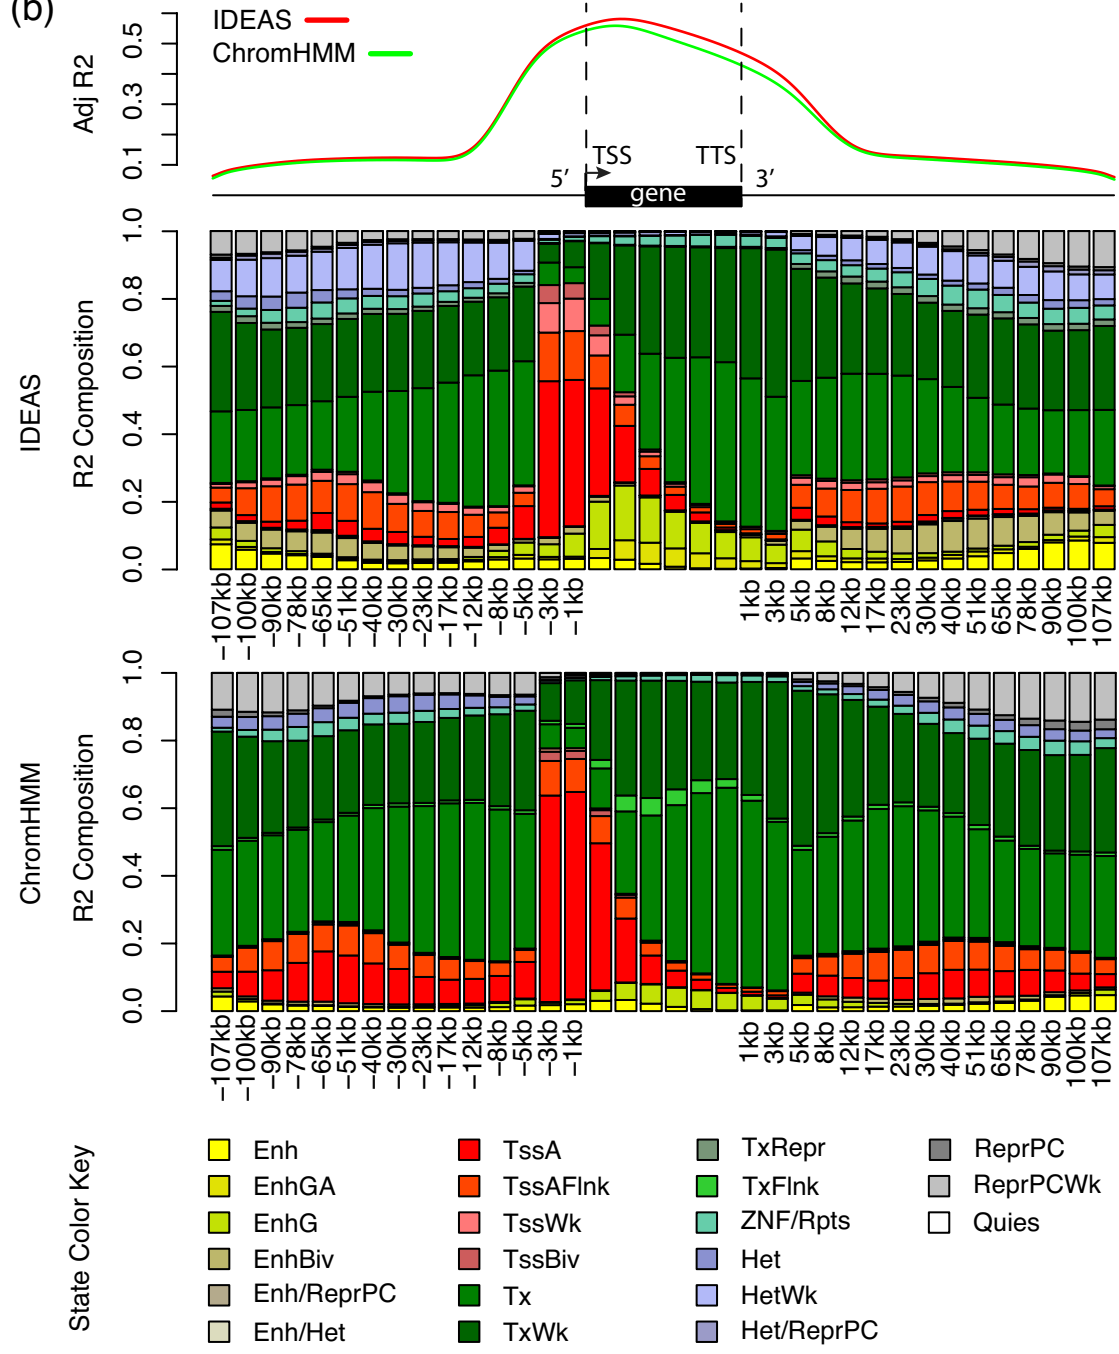 (b)
IDEAS
ChromHMM
Adj R2
0.5
0.3
0.1
TSS
TTS
5′
3′
gene
IDEAS
R2 Composition
1.0
0.8
0.6
0.4
0.2
0.0
−107kb −100kb −90kb −78kb −65kb −51kb −40kb −30kb −23kb −17kb −12kb −8kb −5kb −3kb −1kb 1kb 3kb 5kb 8kb 12kb 17kb 23kb 30kb 40kb 51kb 65kb 78kb 90kb 100kb 107kb
ChromHMM
R2 Composition
1.0
0.8
0.6
0.4
0.2
0.0
−107kb −100kb −90kb −78kb −65kb −51kb −40kb −30kb −23kb −17kb −12kb −8kb −5kb −3kb −1kb 1kb 3kb 5kb 8kb 12kb 17kb 23kb 30kb 40kb 51kb 65kb 78kb 90kb 100kb 107kb
State Color Key
Enh
EnhGA
EnhG
EnhBiv
Enh/ReprPC
Enh/Het
TssA
TssAFlnk
TssWk
TssBiv
Tx
TxWk
TxRepr
TxFlnk
ZNF/Rpts
Het
HetWk
Het/ReprPC
ReprPC
ReprPCWk
Quies